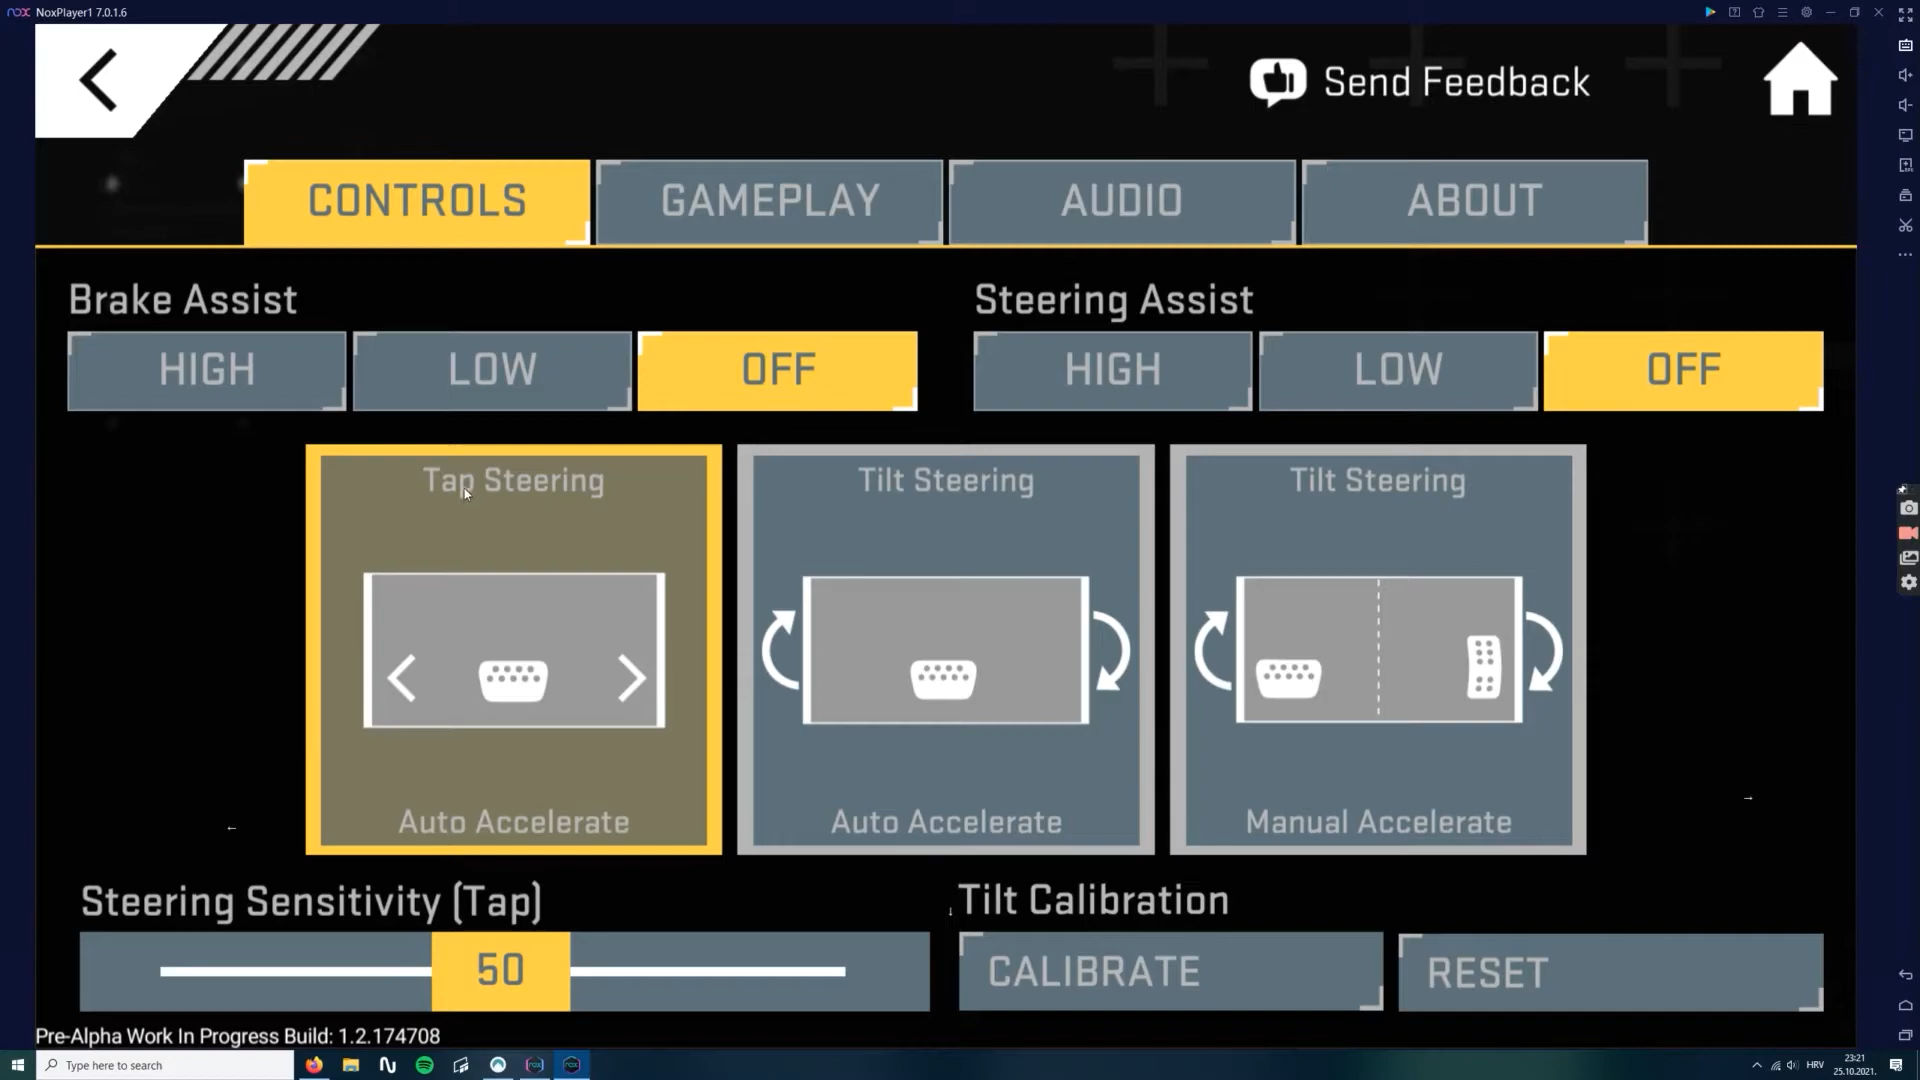 nox NoxPlayer1 7.0.1.6
Send Feedback
CONTROLS GAMEPLAY AUDIO ABOUT
Brake Assist Steering Assist
HIGH LOW OFF HIGH LOW OFF
Tap Steering Tilt Steering Tilt Steering
Auto Accelerate Auto Accelerate Manual Accelerate
Steering Sensitivity (Tap) Tilt Calibration
50 CALIBRATE RESET
Pre-Alpha Work In Progress Build: 1.2.174708
Type here to search nox nox HRV 23:21
25.10.2021.